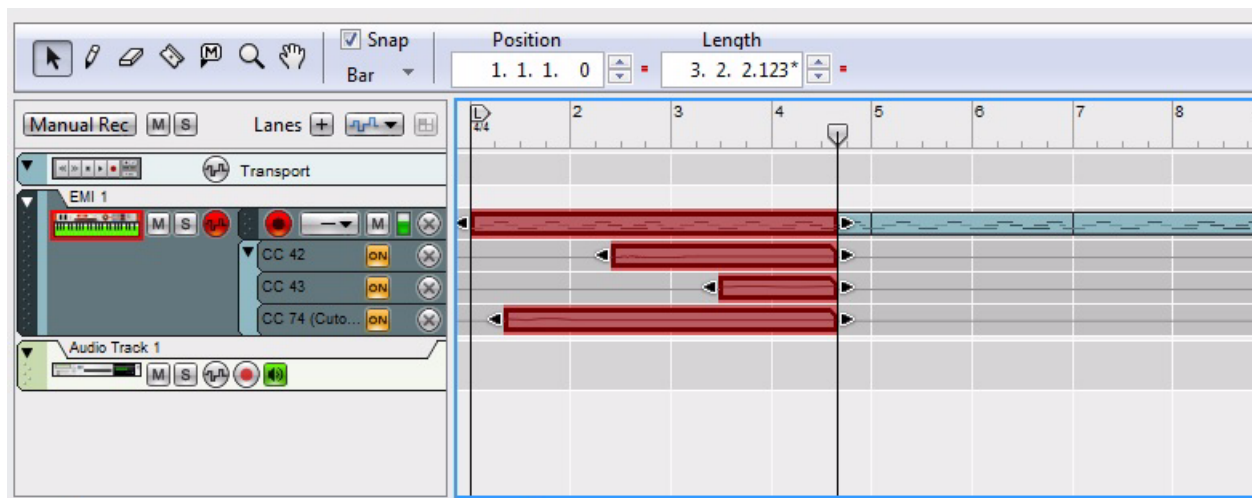 Snap Position Length
Bar 1. 1. 1. 0 3. 2. 2.123*
Manual Rec M S Lanes + L 4/4 2 3 4 5 6 7 8
Transport
EMI 1
M S M
CC 42 ON
CC 43 ON
CC 74 (Cuto... ON
Audio Track 1
M S